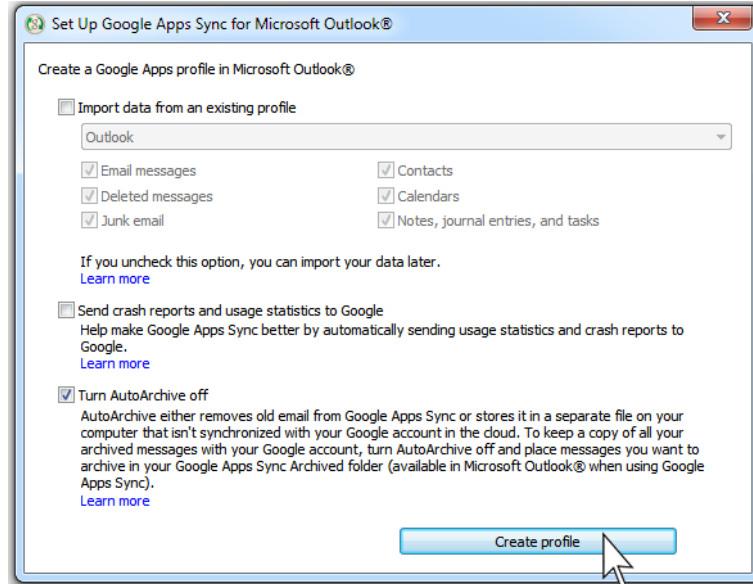 Set Up Google Apps Sync for Microsoft Outlook®
Create a Google Apps profile in Microsoft Outlook®
Import data from an existing profile
Outlook
Email messages
Contacts
Deleted messages
Calendars
Junk email
Notes, journal entries, and tasks
If you uncheck this option, you can import your data later.
Learn more
Send crash reports and usage statistics to Google
Help make Google Apps Sync better by automatically sending usage statistics and crash reports to
Google.
Learn more
Turn AutoArchive off
AutoArchive either removes old email from Google Apps Sync or stores it in a separate file on your
computer that isn't synchronized with your Google account in the cloud. To keep a copy of all your
archived messages with your Google account, turn AutoArchive off and place messages you want to
archive in your Google Apps Sync Archived folder (available in Microsoft Outlook® when using Google
Apps Sync).
Learn more
Create profile